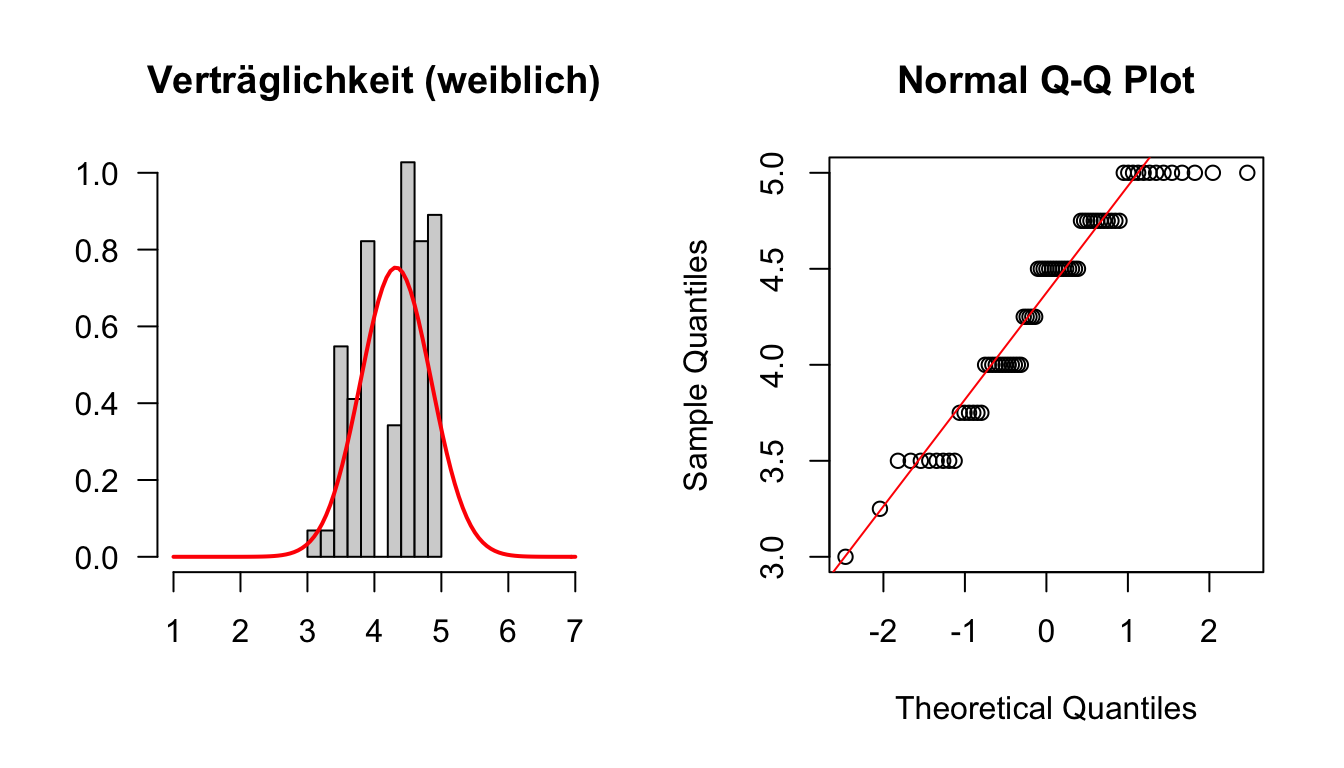 Verträglichkeit (weiblich)
1.0
0.8
0.6
0.4
0.2
0.0
1 2 3 4 5 6 7
Normal Q-Q Plot
Sample Quantiles
5.0
4.5
4.0
3.5
3.0
-2 -1 0 1 2
Theoretical Quantiles